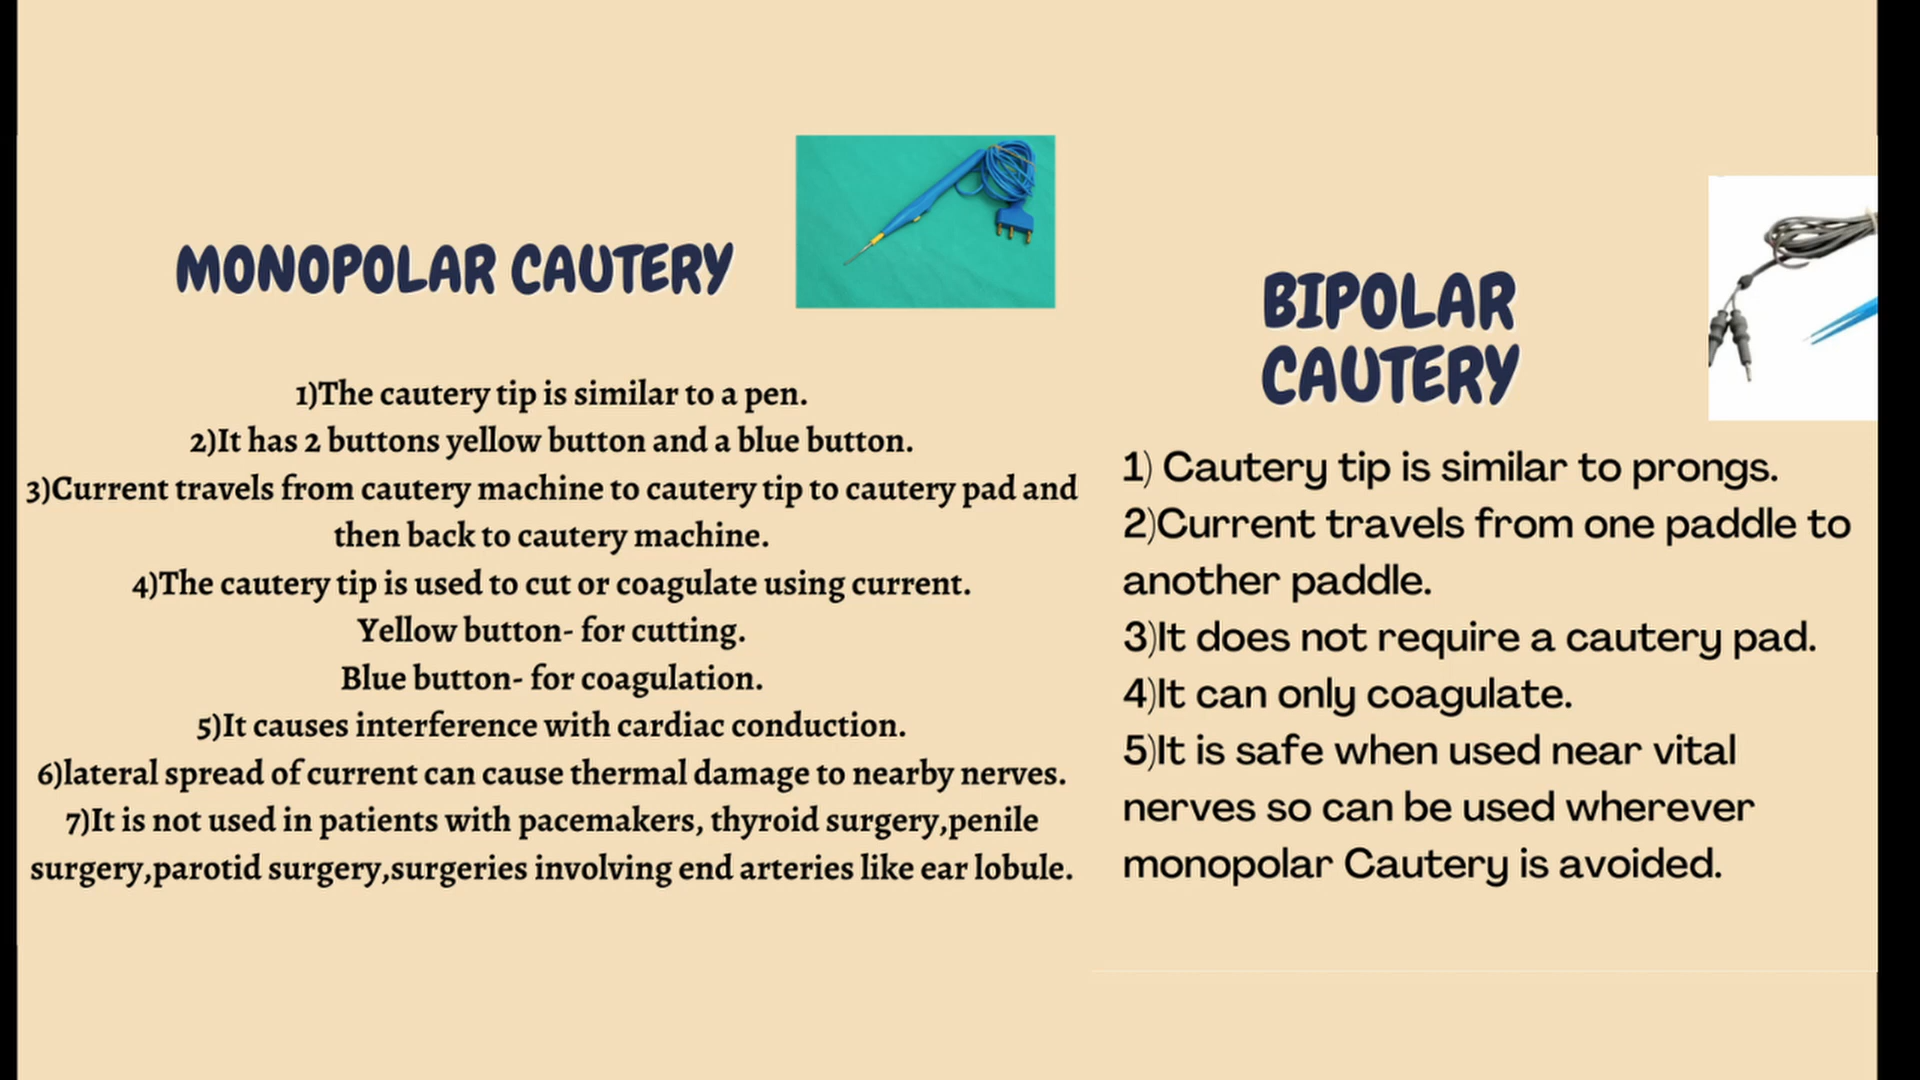 MONOPOLAR CAUTERY
1)The cautery tip is similar to a pen.
2)It has 2 buttons yellow button and a blue button.
3)Current travels from cautery machine to cautery tip to cautery pad and
then back to cautery machine.
4)The cautery tip is used to cut or coagulate using current.
Yellow button- for cutting.
Blue button- for coagulation.
5)It causes interference with cardiac conduction.
6)lateral spread of current can cause thermal damage to nearby nerves.
7)It is not used in patients with pacemakers, thyroid surgery,penile
surgery,parotid surgery,surgeries involving end arteries like ear lobule.
BIPOLAR
CAUTERY
1) Cautery tip is similar to prongs.
2)Current travels from one paddle to
another paddle.
3)It does not require a cautery pad.
4)It can only coagulate.
5)It is safe when used near vital
nerves so can be used wherever
monopolar Cautery is avoided.